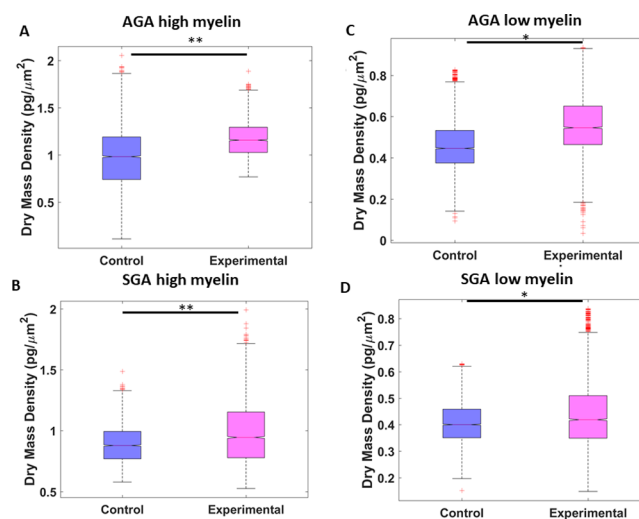 A
AGA high myelin
**
Dry Mass Density (pg/μm²)
2
1.5
1
0.5
Control
Experimental
C
AGA low myelin
*
Dry Mass Density (pg/μm²)
0.8
0.6
0.4
0.2
0
Control
Experimental
B
SGA high myelin
**
Dry Mass Density (pg/μm²)
2
1.5
1
0.5
Control
Experimental
D
SGA low myelin
*
Dry Mass Density (pg/μm²)
0.8
0.7
0.6
0.5
0.4
0.3
0.2
Control
Experimental